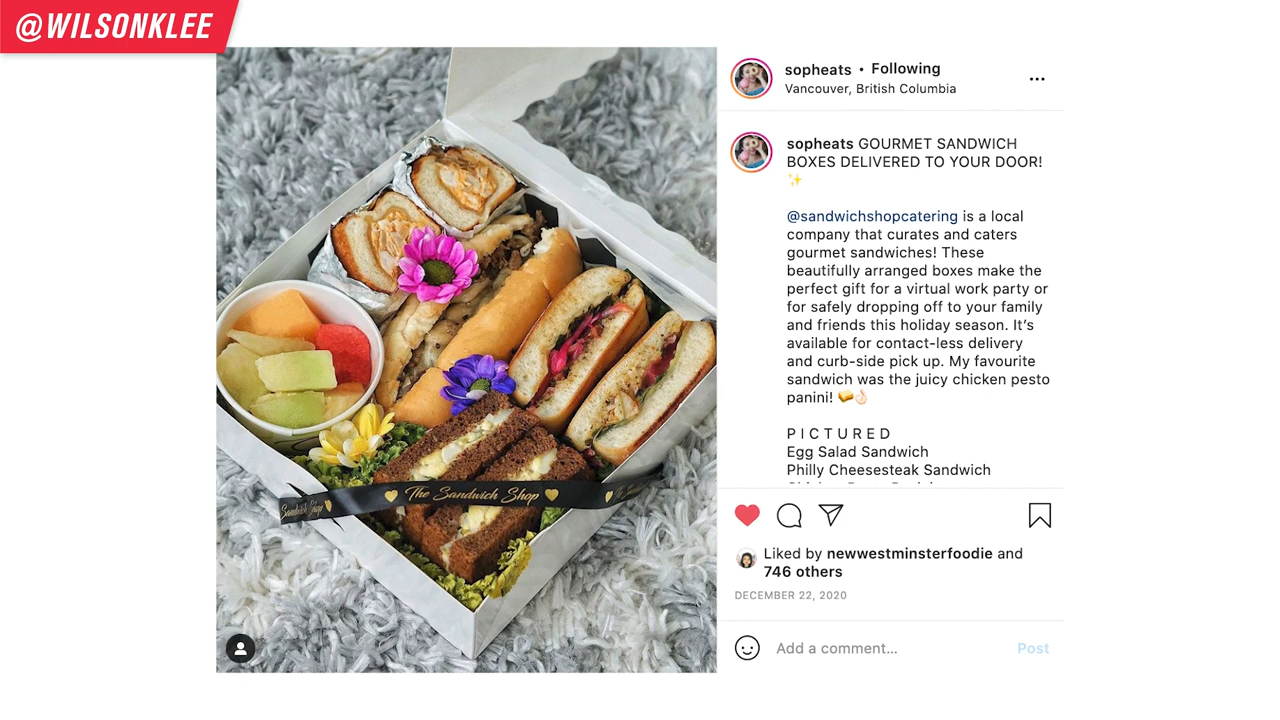 @WILSONKLEE
sopheats • Following
Vancouver, British Columbia
sopheats GOURMET SANDWICH
BOXES DELIVERED TO YOUR DOOR!
✨
@sandwichshopcatering is a local
company that curates and caters
gourmet sandwiches! These
beautifully arranged boxes make the
perfect gift for a virtual work party or
for safely dropping off to your family
and friends this holiday season. It’s
available for contact-less delivery
and curb-side pick up. My favourite
sandwich was the juicy chicken pesto
panini! 
P I C T U R E D
Egg Salad Sandwich
Philly Cheesesteak Sandwich
Sandwich Shop
The Sandwich Shop
Liked by newwestminsterfoodie and
746 others
DECEMBER 22, 2020
Add a comment...
Post